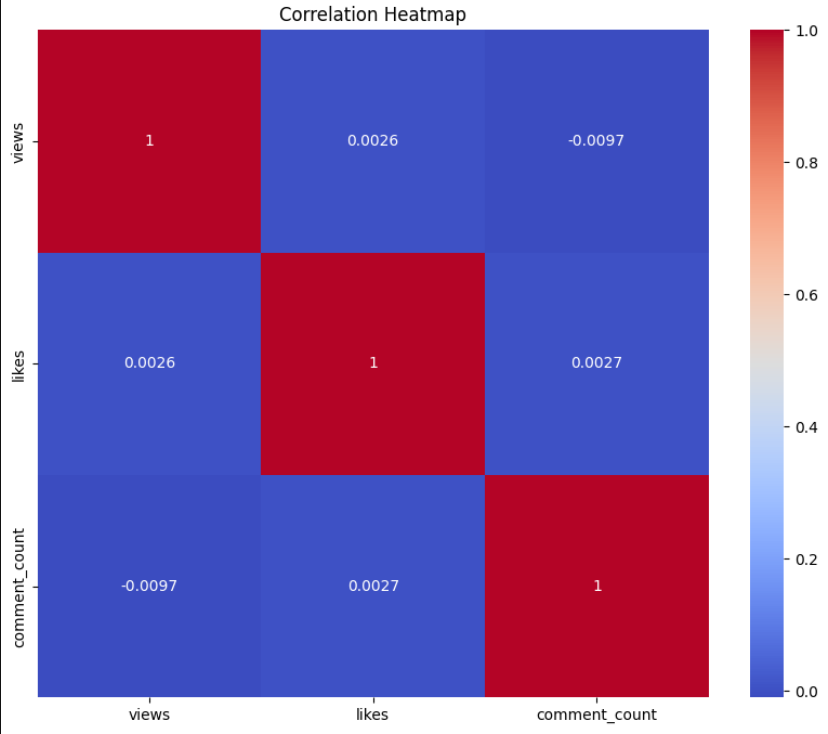 Correlation Heatmap
views
1
0.0026
-0.0097
likes
0.0026
1
0.0027
comment_count
-0.0097
0.0027
1
views
likes
comment_count
1.0
0.8
0.6
0.4
0.2
0.0